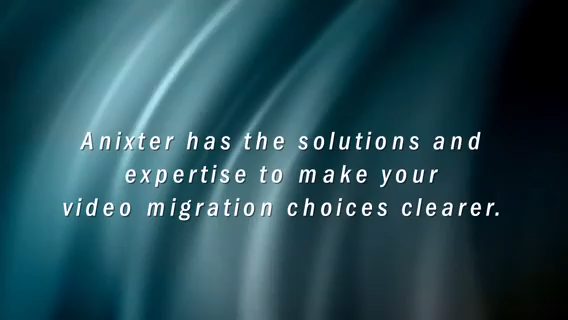 Anixter has the solutions and
expertise to make your
video migration choices clearer.